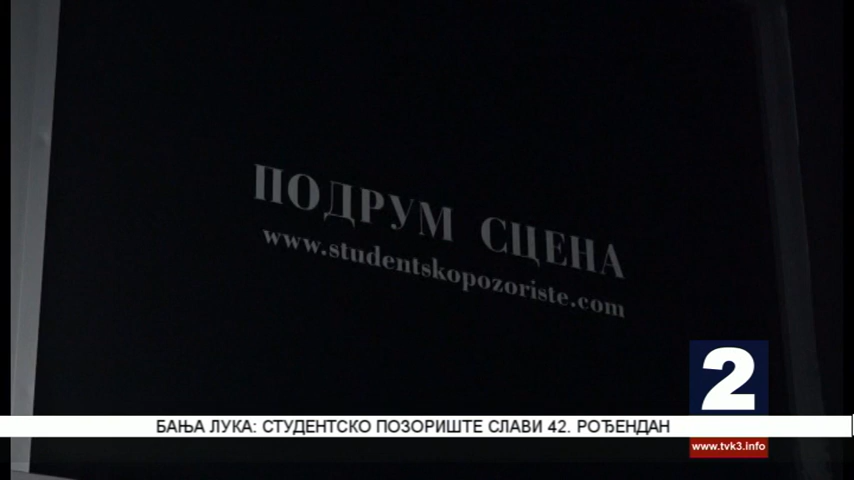 ПОДРУМ СЦЕНА
www.studentskopozoriste.com
2
БАЊА ЛУКА: СТУДЕНТСКО ПОЗОРИШТЕ СЛАВИ 42. РОЂЕНДАН
www.tvk3.info